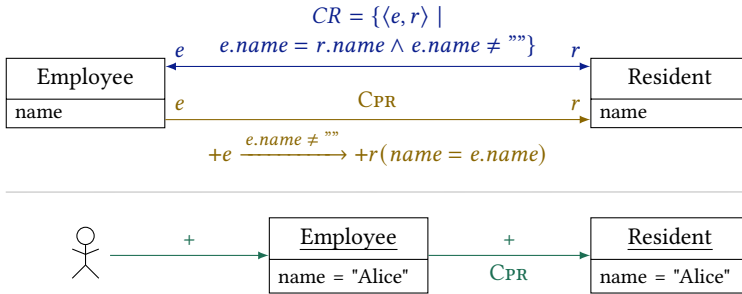 CR = {⟨e, r⟩ |
e e.name = r.name ∧ e.name ≠ ""} r
Employee Resident
name e Cpr r name
+e e.name ≠ "" +r(name = e.name)
+ Employee + Resident
name = "Alice" Cpr name = "Alice"